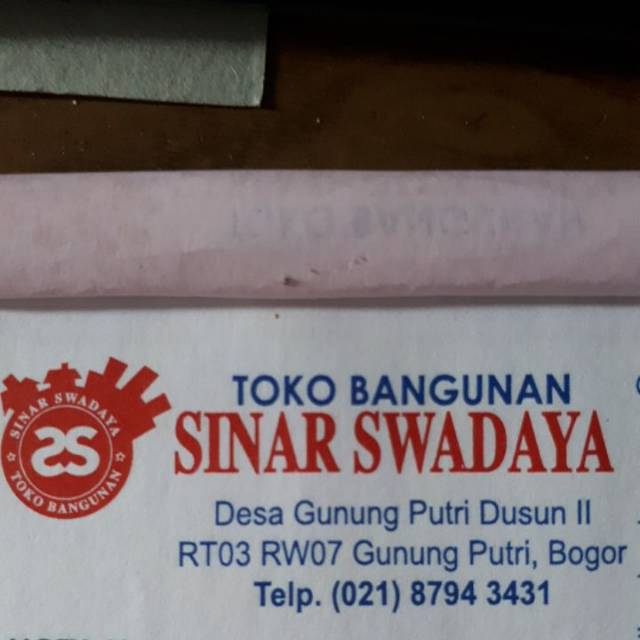 TOKO BANGUNAN
SINAR SWADAYA
Desa Gunung Putri Dusun II
RT03 RW07 Gunung Putri, Bogor
Telp. (021) 8794 3431
SINAR SWADAYA
SS
TOKO BANGUNAN